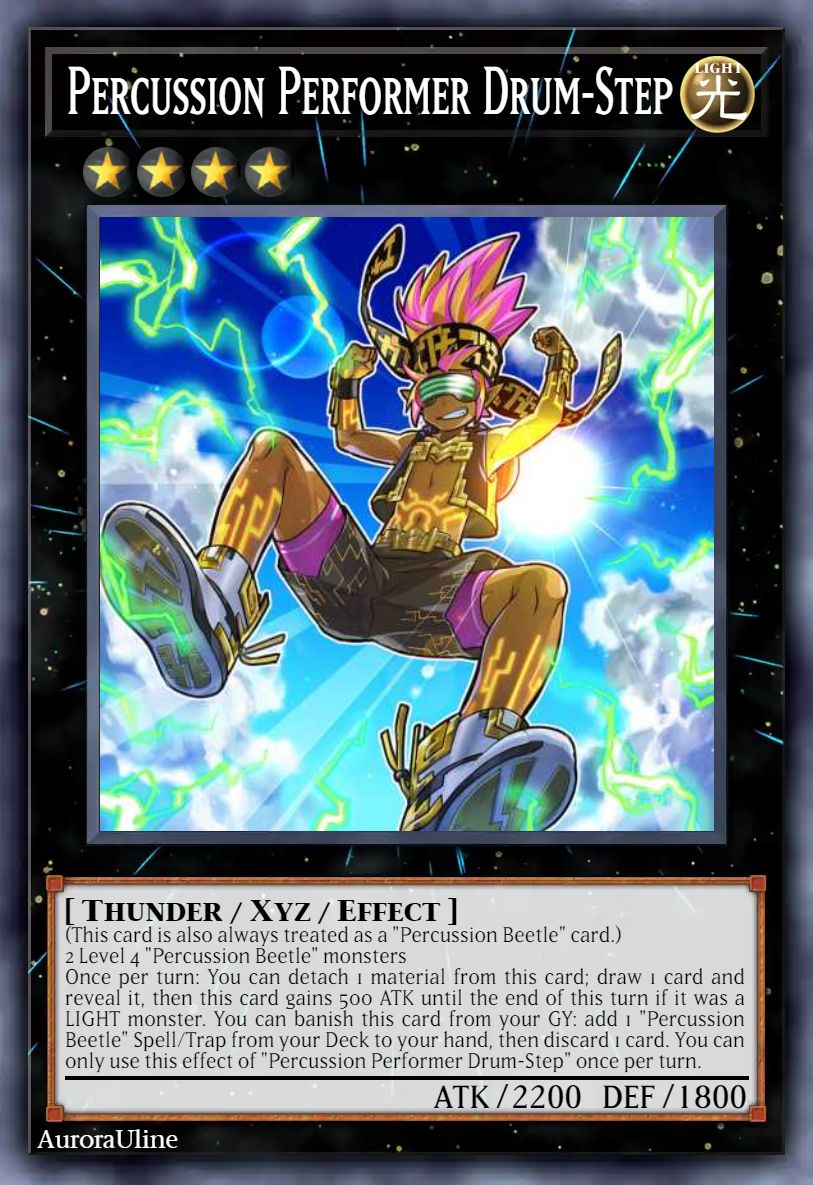 Percussion Performer Drum-Step
LIGHT
光
[ Thunder / Xyz / Effect ]
(This card is also always treated as a "Percussion Beetle" card.)
2 Level 4 "Percussion Beetle" monsters
Once per turn: You can detach 1 material from this card; draw 1 card and
reveal it, then this card gains 500 ATK until the end of this turn if it was a
LIGHT monster. You can banish this card from your GY: add 1 "Percussion
Beetle" Spell/Trap from your Deck to your hand, then discard 1 card. You can
only use this effect of "Percussion Performer Drum-Step" once per turn.
ATK/2200 DEF/1800
AuroraUline